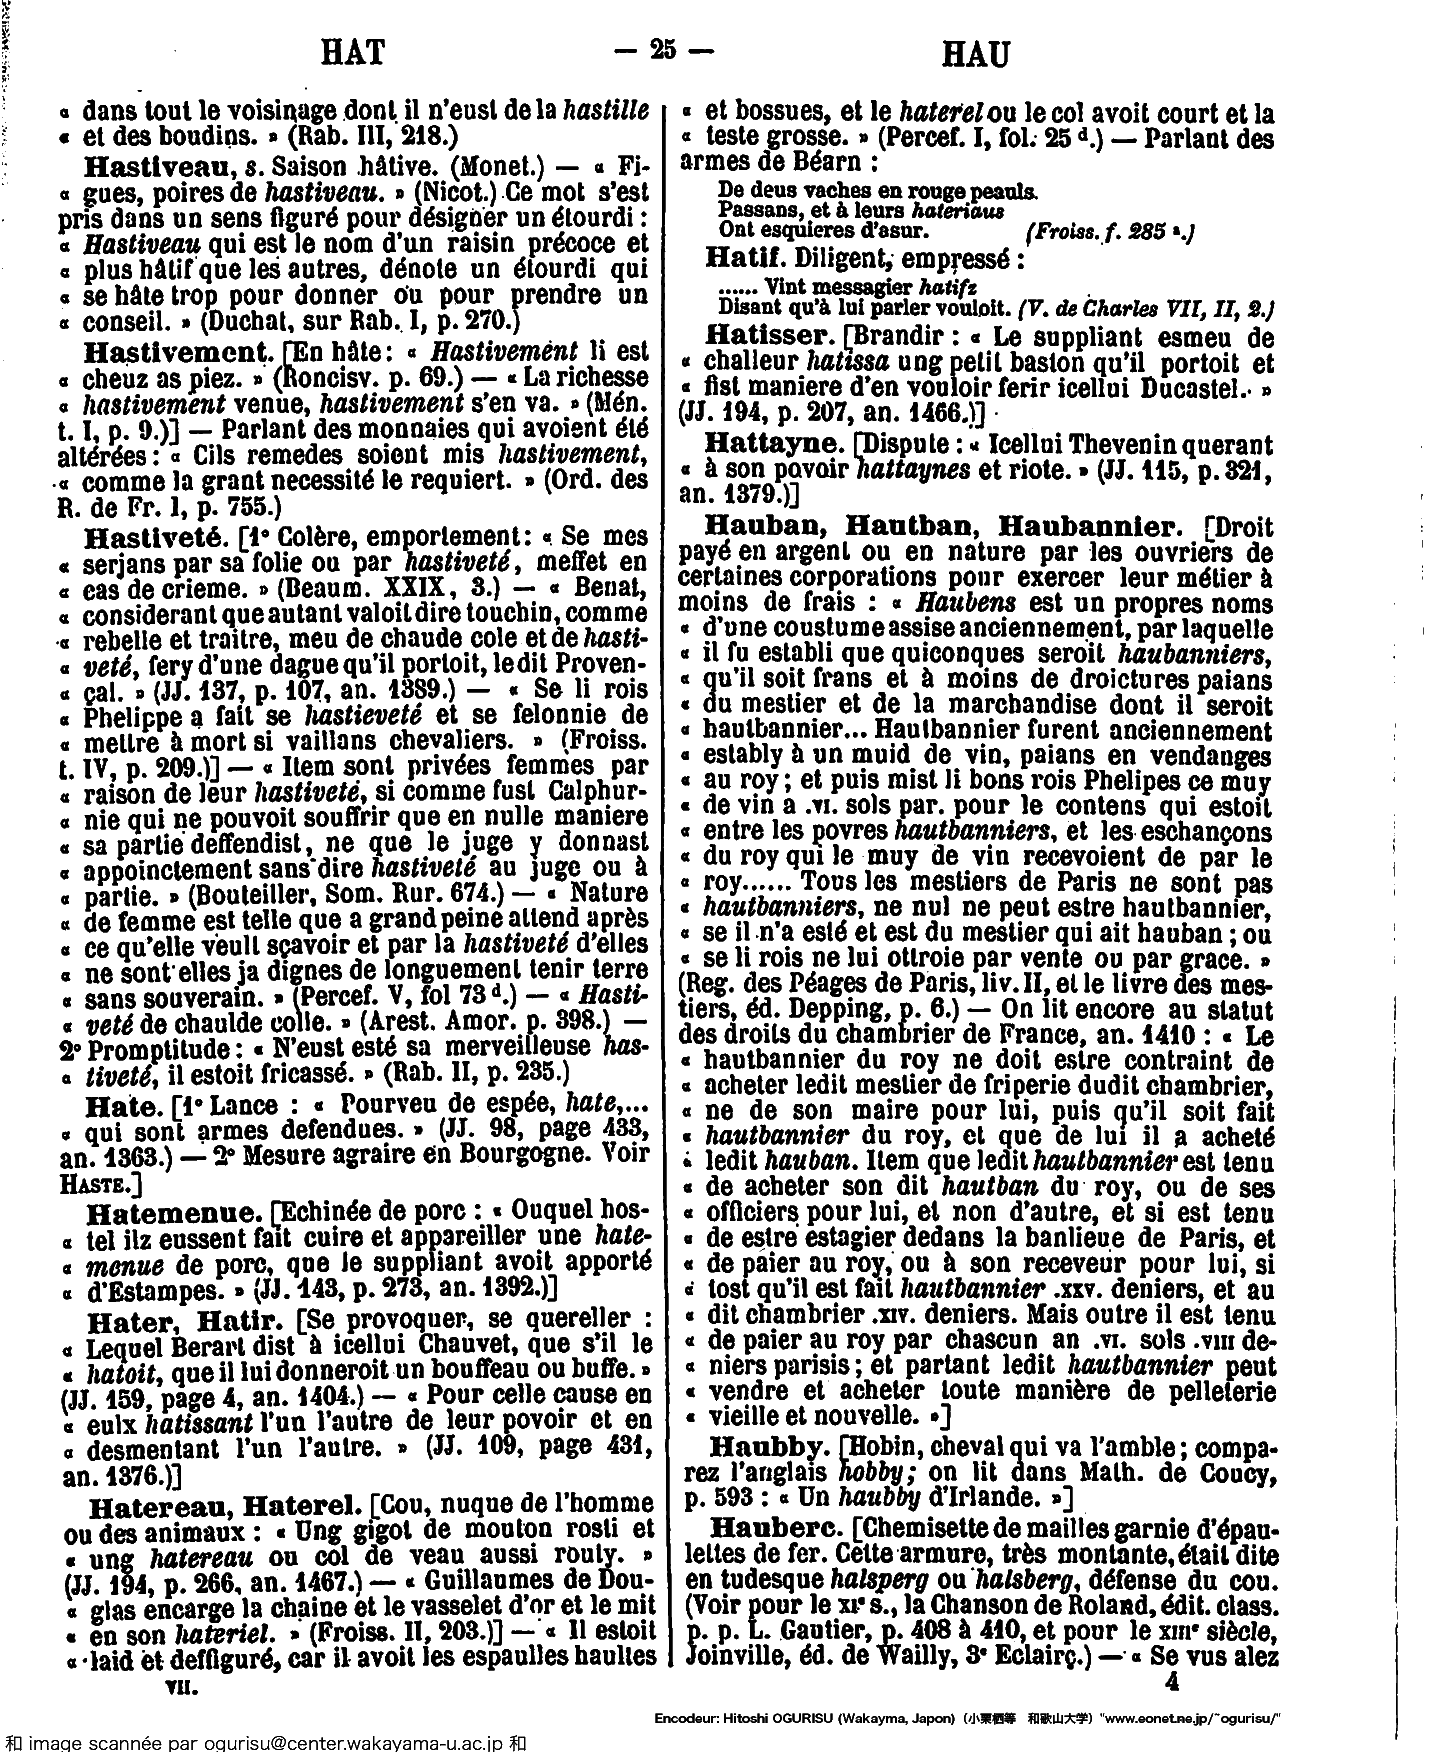 HAT
— 25 —
HAU
« dans tout le voisinage dont il n'eust de la hastille
« et des boudins. » (Rab. III, 218.)
Hastiveau, s. Saison hâtive. (Monet.) — « Fi-
« gues, poires de hastiveau. » (Nicot.) Ce mot s'est
pris dans un sens figuré pour désigner un étourdi :
« Hastiveau qui est le nom d'un raisin précoce et
« plus hâtif que les autres, dénote un étourdi qui
« se hâte trop pour donner ou pour prendre un
« conseil. » (Duchat, sur Rab. I, p. 270.)
Hastivement. [En hâte : « Hastivement li est
« cheuz as piez. » (Roncisv. p. 69.) — « La richesse
« hastivement venue, hastivement s'en va. » (Mén.
t. I, p. 9.)] — Parlant des monnaies qui avoient été
altérées : « Cils remedes soient mis hastivement,
« comme la grant necessité le requiert. » (Ord. des
R. de Fr. I, p. 755.)
Hastiveté. [1° Colère, emportement : « Se mes
« serjans par sa folie ou par hastiveté, meffet en
« cas de crieme. » (Beaum. XXIX, 3.) — « Benat,
« considerant que autant valoit dire touchin, comme
« rebelle et traitre, meu de chaude cole et de hasti-
« veté, fery d'une dague qu'il portoit, ledit Proven-
« çal. » (JJ. 137, p. 107, an. 1389.) — « Se li rois
« Phelippe a fait se hastieveté et se felonnie de
« mettre à mort si vaillans chevaliers. » (Froiss.
t. IV, p. 209.)] — « Item sont privées femmes par
« raison de leur hastiveté, si comme fust Calphur-
« nie qui ne pouvoit souffrir que en nulle maniere
« sa partie deffendist, ne que le juge y donnast
« appoinctement sans dire hastiveté au juge ou à
« partie. » (Bouteiller, Som. Rur. 674.) — « Nature
« de femme est telle que a grand peine attend après
« ce qu'elle veult sçavoir et par la hastiveté d'elles
« ne sont elles ja dignes de longuement tenir terre
« sans souverain. » (Percef. V, fol 73 d.) — « Hasti-
« veté de chaulde colle. » (Arest. Amor. p. 398.) —
2° Promptitude : « N'eust esté sa merveilleuse has-
« tiveté, il estoit fricassé. » (Rab. II, p. 235.)
Hate. [1° Lance : « Pourveu de espée, hate,...
« qui sont armes defendues. » (JJ. 98, page 433,
an. 1363.) — 2° Mesure agraire en Bourgogne. Voir
HASTE.]
Hatemenue. [Echinée de porc : « Ouquel hos-
« tel ilz eussent fait cuire et appareiller une hate-
« menue de porc, que le suppliant avoit apporté
« d'Estampes. » (JJ. 143, p. 273, an. 1392.)]
Hater, Hatir. [Se provoquer, se quereller :
« Lequel Berart dist à icellui Chauvet, que s'il le
« hatoit, que il lui donneroit un bouffeau ou buffe. »
(JJ. 159, page 4, an. 1404.) — « Pour celle cause en
« eulx hatissant l'un l'autre de leur povoir et en
« desmentant l'un l'autre. » (JJ. 109, page 431,
an. 1376.)]
Hatereau, Haterel. [Cou, nuque de l'homme
ou des animaux : « Ung gigot de mouton rosti et
« ung hatereau ou col de veau aussi routy. »
(JJ. 194, p. 266, an. 1467.) — « Guillaumes de Dou-
« glas encarge la chaine et le vasselet d'or et le mit
« en son hateriel. » (Froiss. II, 203.)] — « Il estoit
« laid et deffiguré, car il avoit les espaulles haultes
VII.
« et bossues, et le haterel ou le col avoit court et la
« teste grosse. » (Percef. I, fol. 25 d.) — Parlant des
armes de Béarn :
De deus vaches en rouge peauls.
Passans, et à leurs hateriaus
Ont esquieres d'asur. (Froiss. f. 285 a.)
Hatif. Diligent, empressé :
...... Vint messagier hatifz
Disant qu'à lui parler vouloit. (V. de Charles VII, II, 2.)
Hatisser. [Brandir : « Le suppliant esmeu de
« challeur hatissa ung petit baston qu'il portoit et
« fist maniere d'en vouloir ferir icellui Ducastel. »
(JJ. 194, p. 207, an. 1466.)]
Hattayne. [Dispute : « Icellui Thevenin querant
« à son povoir hattaynes et riote. » (JJ. 115, p. 321,
an. 1379.)]
Hauban, Hautban, Haubannier. [Droit
payé en argent ou en nature par les ouvriers de
certaines corporations pour exercer leur métier à
moins de frais : « Haubens est un propres noms
« d'une coustume assise anciennement, par laquelle
« il fu establi que quiconques seroit haubanniers,
« qu'il soit frans et à moins de droictures paians
« du mestier et de la marchandise dont il seroit
« hautbannier... Hautbannier furent anciennement
« estably à un muid de vin, paians en vendanges
« au roy ; et puis mist li bons rois Phelipes ce muy
« de vin a .VI. sols par. pour le contens qui estoit
« entre les povres hautbanniers, et les eschançons
« du roy qui le muy de vin recevoient de par le
« roy...... Tous les mestiers de Paris ne sont pas
« hautbanniers, ne nul ne peut estre hautbannier,
« se il n'a esté et est du mestier qui ait hauban ; ou
« se li rois ne lui ottroie par vente ou par grace. »
(Reg. des Péages de Paris, liv. II, et le livre des mes-
tiers, éd. Depping, p. 6.) — On lit encore au statut
des droits du chambrier de France, an. 1410 : « Le
« hautbannier du roy ne doit estre contraint de
« acheter ledit mestier de friperie dudit chambrier,
« ne de son maire pour lui, puis qu'il soit fait
« hautbannier du roy, et que de lui il a acheté
« ledit hauban. Item que ledit hautbannier est tenu
« de acheter son dit hautban du roy, ou de ses
« officiers pour lui, et non d'autre, et si est tenu
« de estre estagier dedans la banlieue de Paris, et
« de paier au roy, ou à son receveur pour lui, si
« tost qu'il est fait hautbannier .XXV. deniers, et au
« dit chambrier .XIV. deniers. Mais outre il est tenu
« de paier au roy par chascun an .VI. sols .VIII de-
« niers parisis ; et partant ledit hautbannier peut
« vendre et acheter toute manière de pelleterie
« vieille et nouvelle. »]
Haubby. [Hobin, cheval qui va l'amble ; compa-
rez l'anglais hobby ; on lit dans Math. de Coucy,
p. 593 : « Un haubby d'Irlande. »]
Hauberc. [Chemisette de mailles garnie d'épau-
lettes de fer. Cette armure, très montante, était dite
en tudesque halsperg ou halsberg, défense du cou.
(Voir pour le XIe s., la Chanson de Roland, édit. class.
p. p. L. Gautier, p. 408 à 410, et pour le XIIIe siècle,
Joinville, éd. de Wailly, 3e Eclairç.) — « Se vus alez
4
Encodeur: Hitoshi OGURISU (Wakayma, Japon) (小栗栖等 和歌山大学) "www.eonet.ne.jp/~ogurisu/"
和 image scannée par ogurisu@center.wakayama-u.ac.jp 和